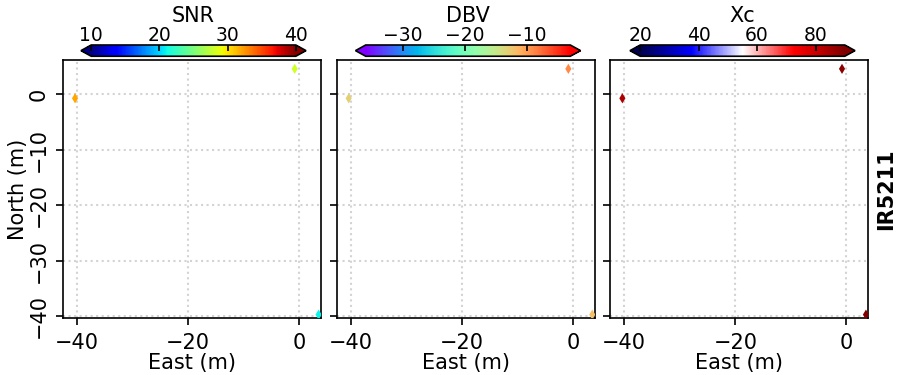 SNR DBV Xc
10 20 30 40 −30 −20 −10 20 40 60 80
0
−10
−20
−30
−40
North (m)
IR5211
−40 −20 0 −40 −20 0 −40 −20 0
East (m) East (m) East (m)